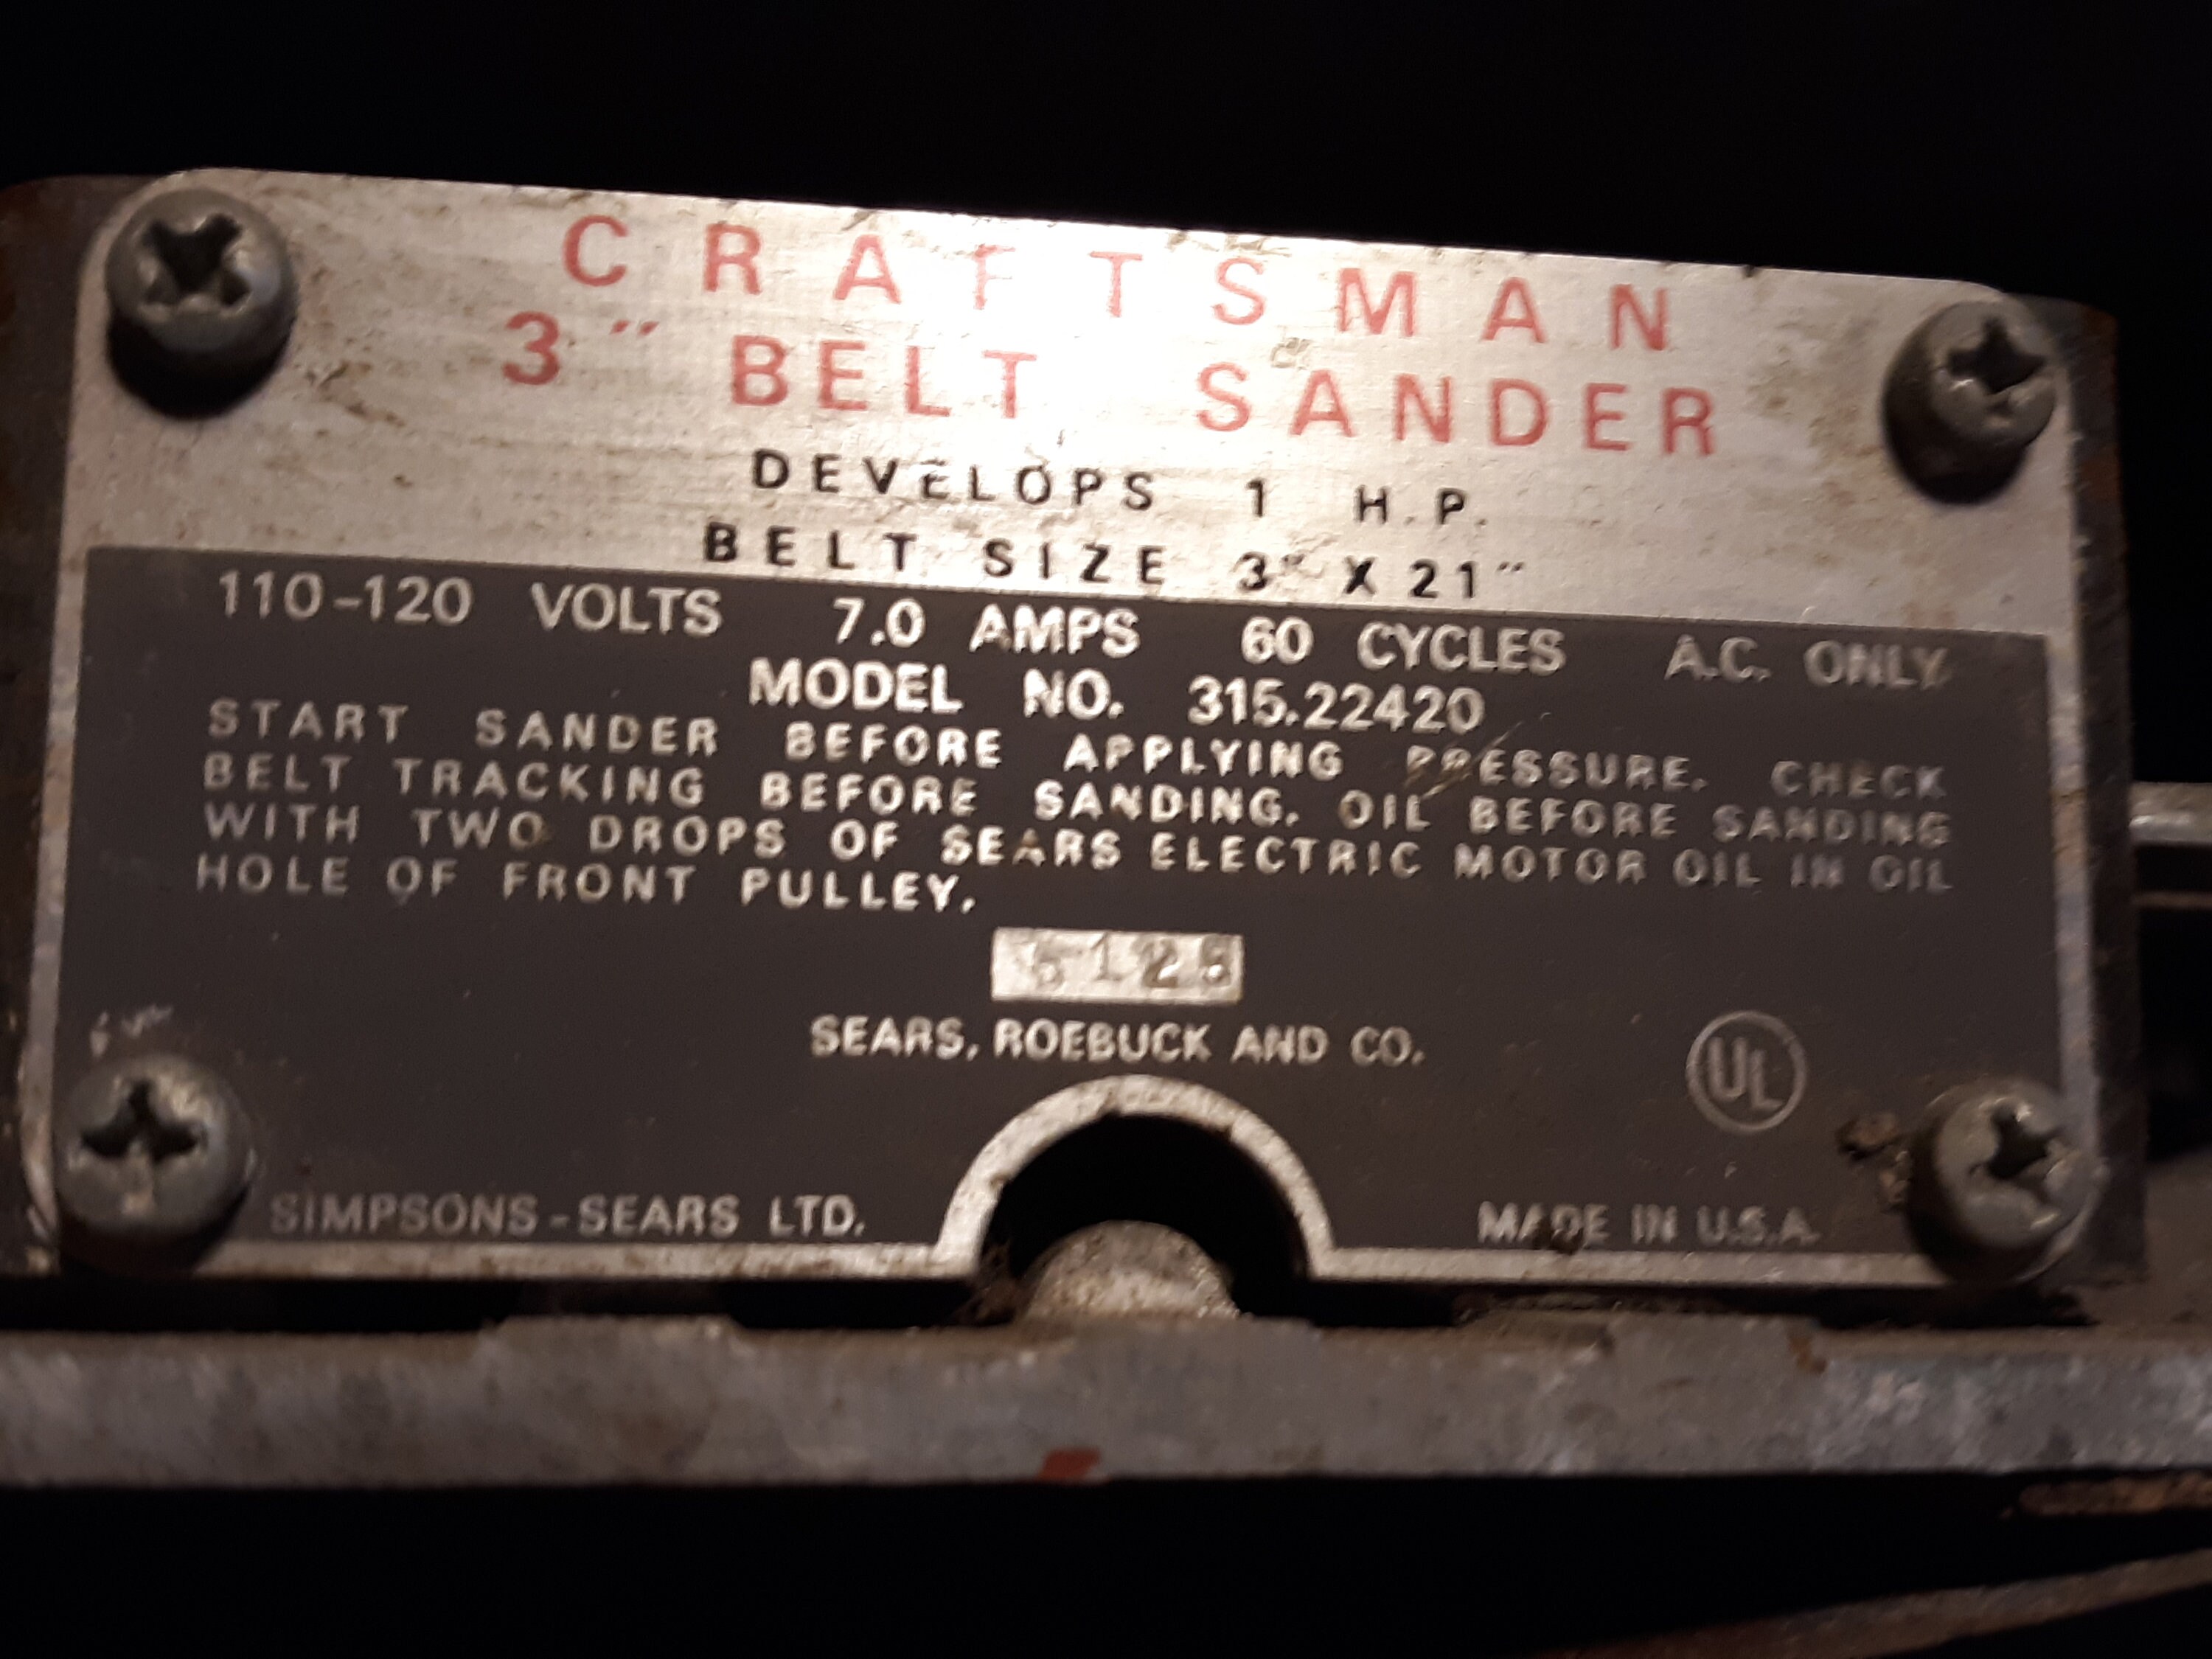 CRAFTSMAN
3" BELT SANDER
DEVELOPS 1 H.P.
BELT SIZE 3" X 21"
110-120 VOLTS 7.0 AMPS 60 CYCLES A.C. ONLY
MODEL NO. 315.22420
START SANDER BEFORE APPLYING PRESSURE. CHECK
BELT TRACKING BEFORE SANDING. OIL BEFORE SANDING
WITH TWO DROPS OF SEARS ELECTRIC MOTOR OIL IN OIL
HOLE OF FRONT PULLEY.
SEARS, ROEBUCK AND CO.
UL
SIMPSONS-SEARS LTD.
MADE IN U.S.A.